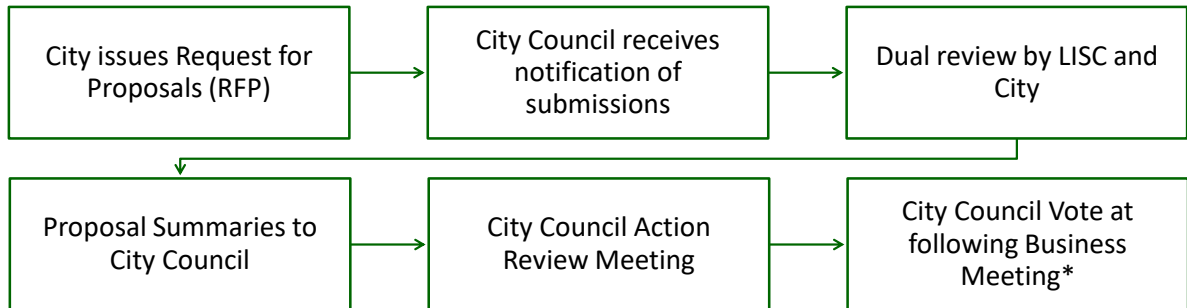 City issues Request for
Proposals (RFP)
City Council receives
notification of
submissions
Dual review by LISC and
City
Proposal Summaries to
City Council
City Council Action
Review Meeting
City Council Vote at
following Business
Meeting*